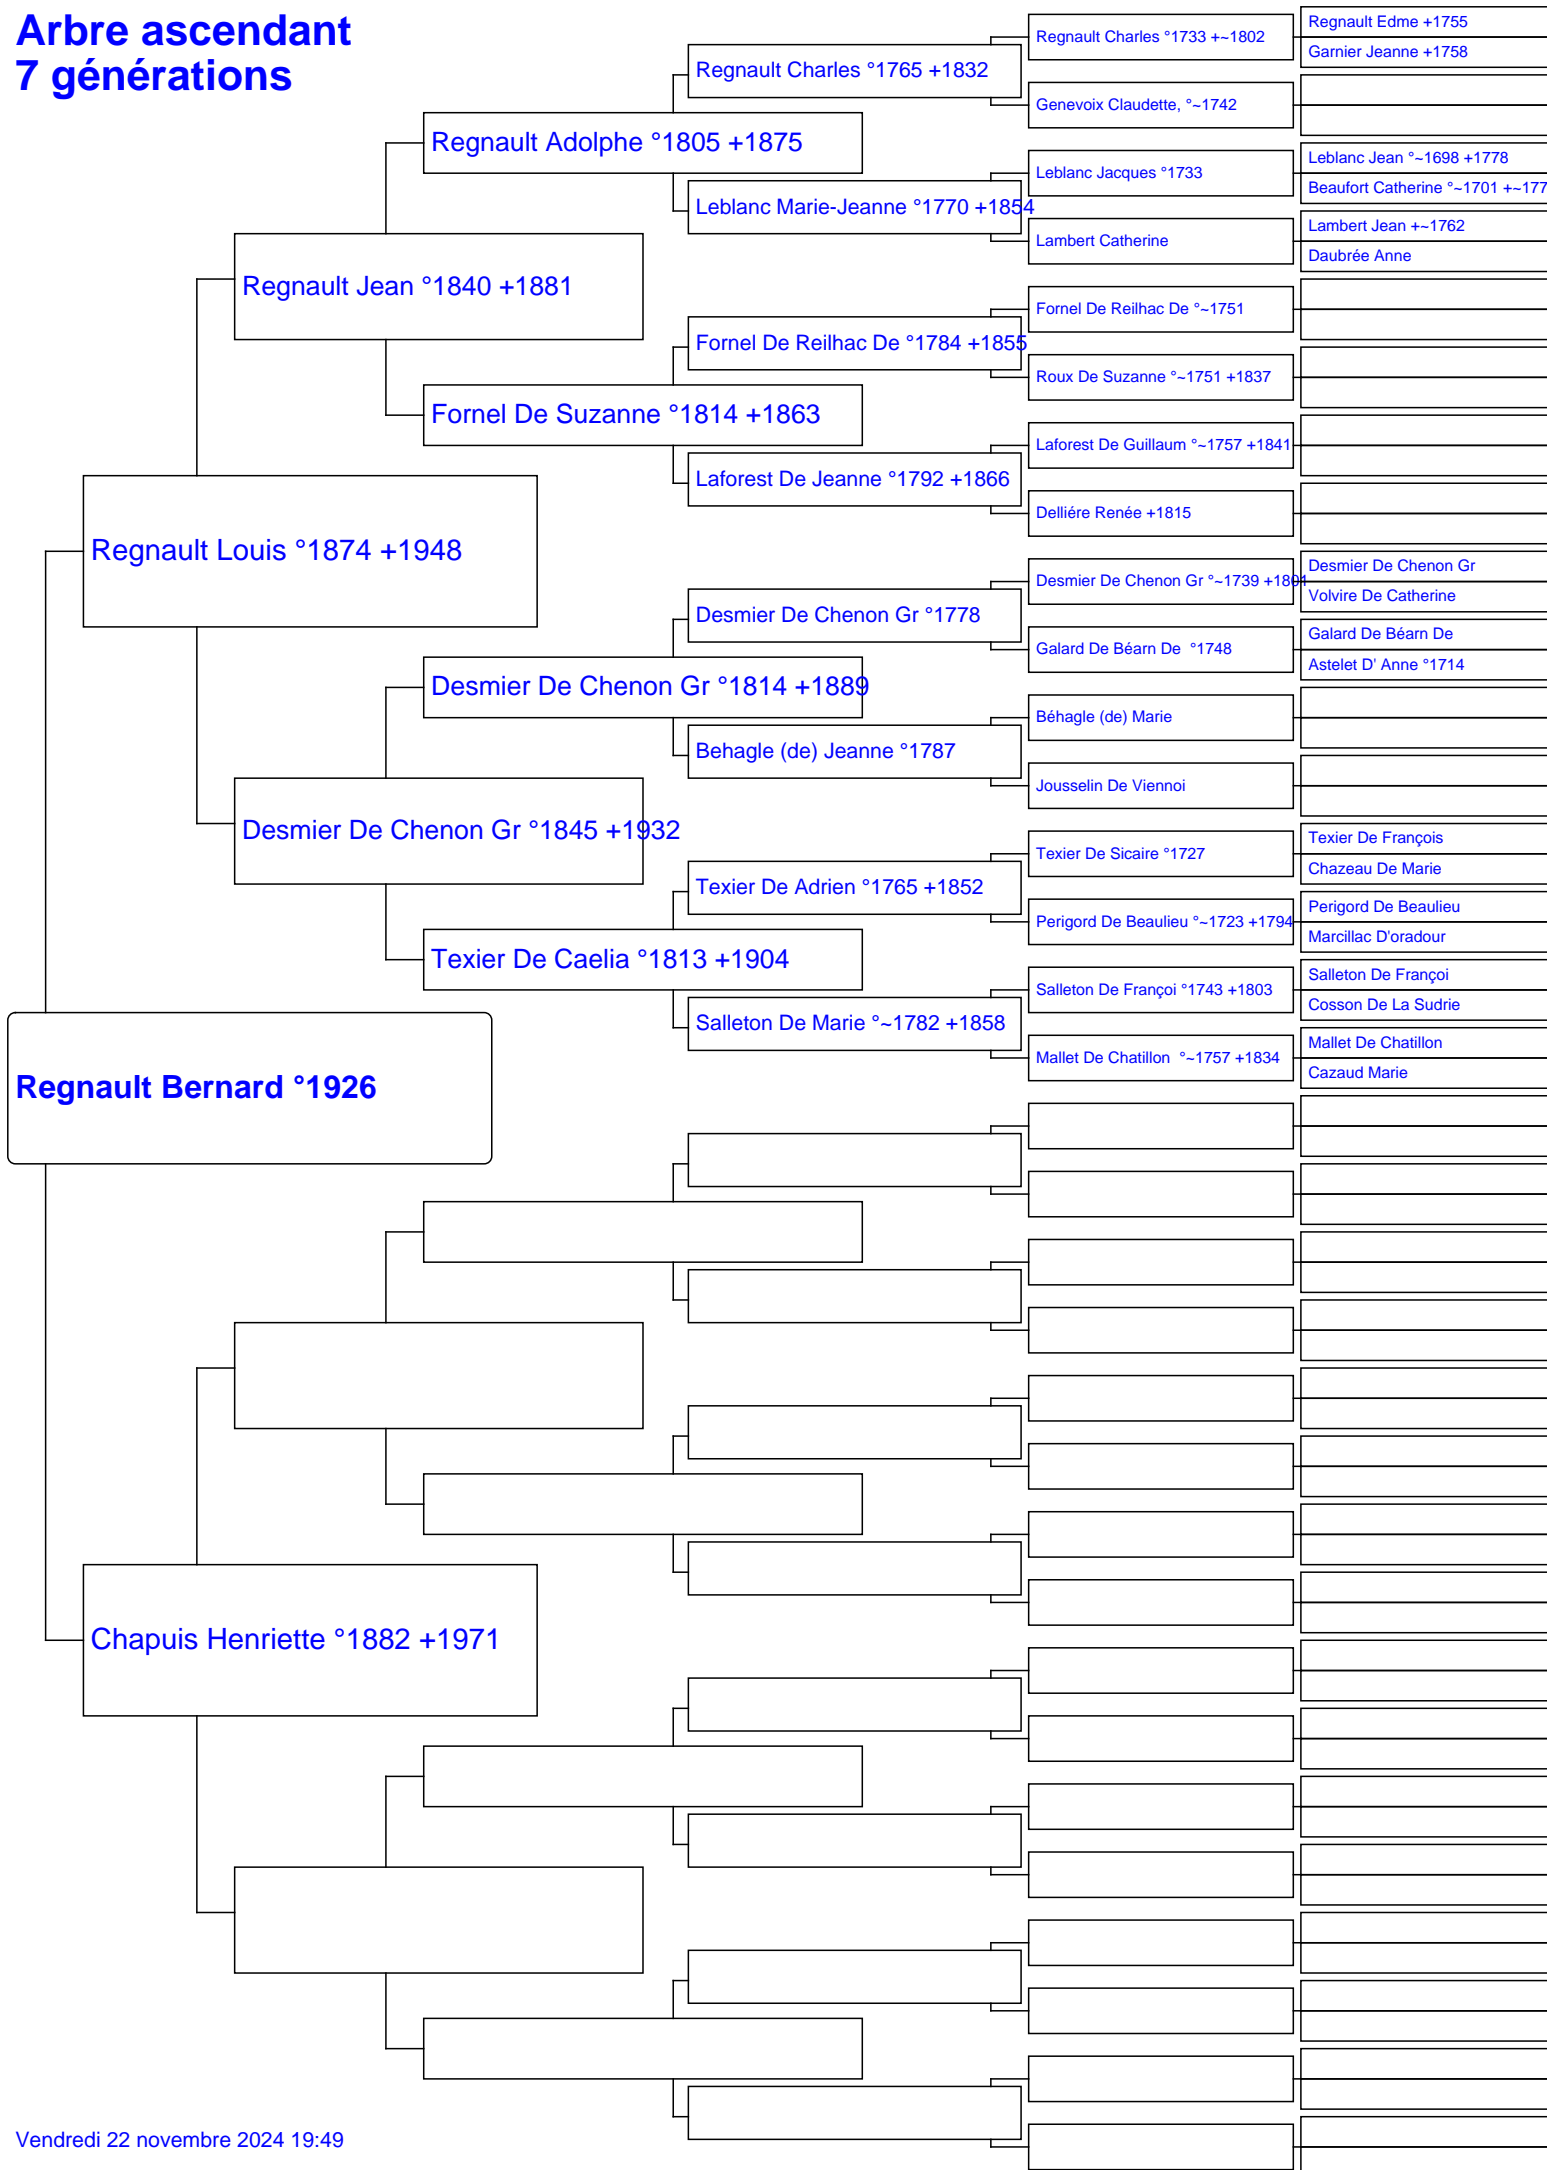 Arbre ascendant
7 générations
Regnault Edme +1755
Regnault Charles °1733 +~1802
Garnier Jeanne +1758
Regnault Charles °1765 +1832
Genevoix Claudette, °~1742
Regnault Adolphe °1805 +1875
Leblanc Jean °~1698 +1778
Leblanc Jacques °1733
Beaufort Catherine °~1701 +~177
Leblanc Marie-Jeanne °1770 +1854
Lambert Jean +~1762
Lambert Catherine
Daubrée Anne
Regnault Jean °1840 +1881
Fornel De Reilhac De °~1751
Fornel De Reilhac De °1784 +1855
Roux De Suzanne °~1751 +1837
Fornel De Suzanne °1814 +1863
Laforest De Guillaum °~1757 +1841
Laforest De Jeanne °1792 +1866
Delliére Renée +1815
Regnault Louis °1874 +1948
Desmier De Chenon Gr
Desmier De Chenon Gr °~1739 +1801
Volvire De Catherine
Desmier De Chenon Gr °1778
Galard De Béarn De
Galard De Béarn De °1748
Astelet D' Anne °1714
Desmier De Chenon Gr °1814 +1889
Béhagle (de) Marie
Behagle (de) Jeanne °1787
Jousselin De Viennoi
Desmier De Chenon Gr °1845 +1932
Texier De François
Texier De Sicaire °1727
Chazeau De Marie
Texier De Adrien °1765 +1852
Perigord De Beaulieu
Perigord De Beaulieu °~1723 +1794
Marcillac D'oradour
Texier De Caelia °1813 +1904
Salleton De Françoi
Salleton De Françoi °1743 +1803
Cosson De La Sudrie
Salleton De Marie °~1782 +1858
Mallet De Chatillon
Mallet De Chatillon °~1757 +1834
Cazaud Marie
Regnault Bernard °1926
Chapuis Henriette °1882 +1971
Vendredi 22 novembre 2024 19:49